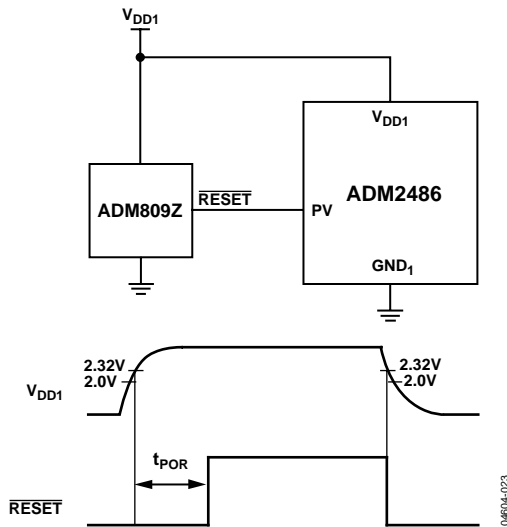 VDD1
VDD1
ADM809Z
RESET
PV
ADM2486
GND1
2.32V
2.0V
VDD1
2.32V
2.0V
tPOR
RESET
04604-023